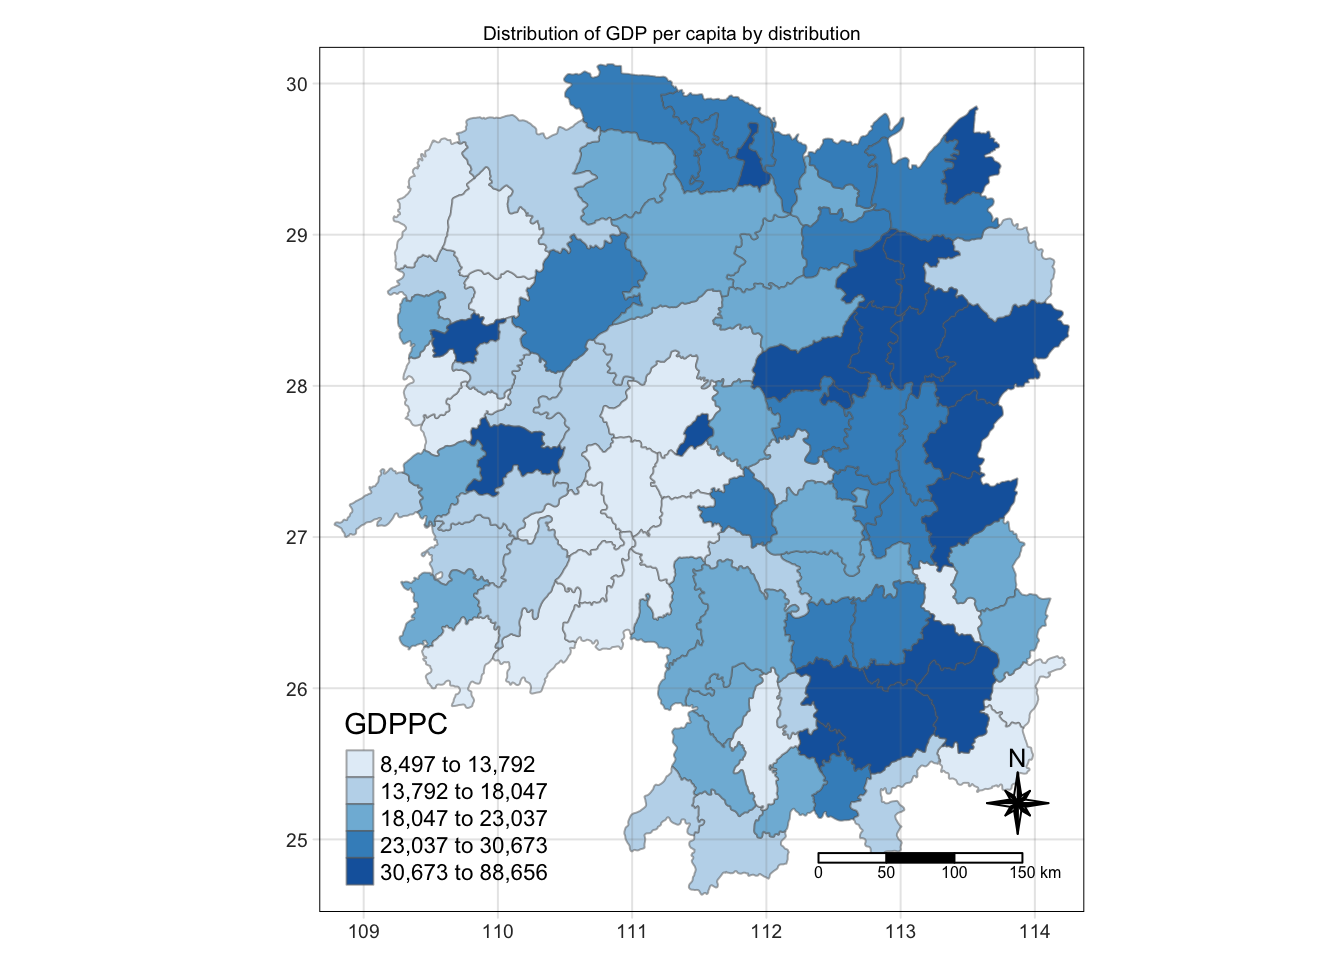 Distribution of GDP per capita by distribution
30
29
28
27
26
25
GDPPC
8,497 to 13,792
13,792 to 18,047
18,047 to 23,037
23,037 to 30,673
30,673 to 88,656
N
0 50 100 150 km
109 110 111 112 113 114